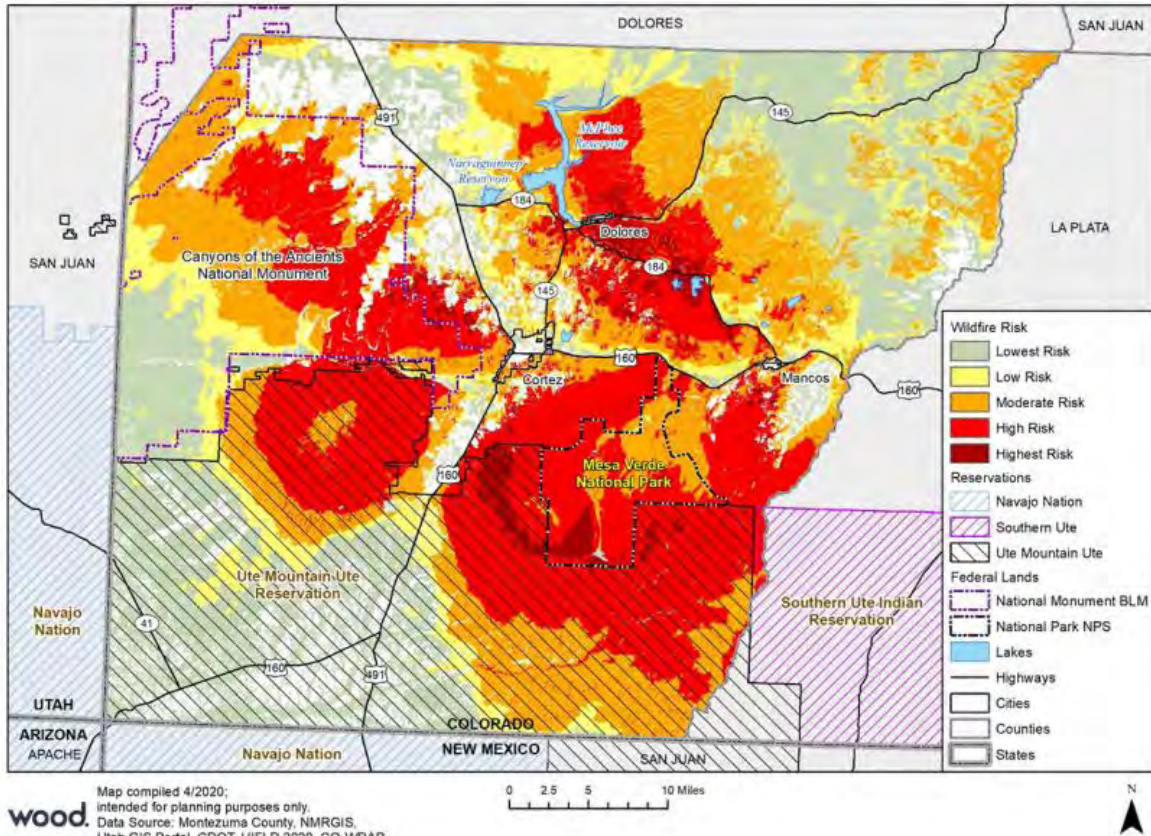 DOLORES
SAN JUAN
491
145
McPhee
Reservoir
Narraguinnep
Reservoir
184
Dolores
LA PLATA
SAN JUAN
Canyons of the Ancients
National Monument
184
145
160
Cortez
Mancos
160
160
Mesa Verde
National Park
Ute Mountain Ute
Reservation
Navajo
Nation
41
Southern Ute Indian
Reservation
160
491
UTAH
COLORADO
ARIZONA
APACHE
Navajo Nation
NEW MEXICO
SAN JUAN
Wildfire Risk
Lowest Risk
Low Risk
Moderate Risk
High Risk
Highest Risk
Reservations
Navajo Nation
Southern Ute
Ute Mountain Ute
Federal Lands
National Monument BLM
National Park NPS
Lakes
Highways
Cities
Counties
States
wood.
Map compiled 4/2020;
intended for planning purposes only.
Data Source: Montezuma County, NMRGIS,
0 2.5 5 10 Miles
N